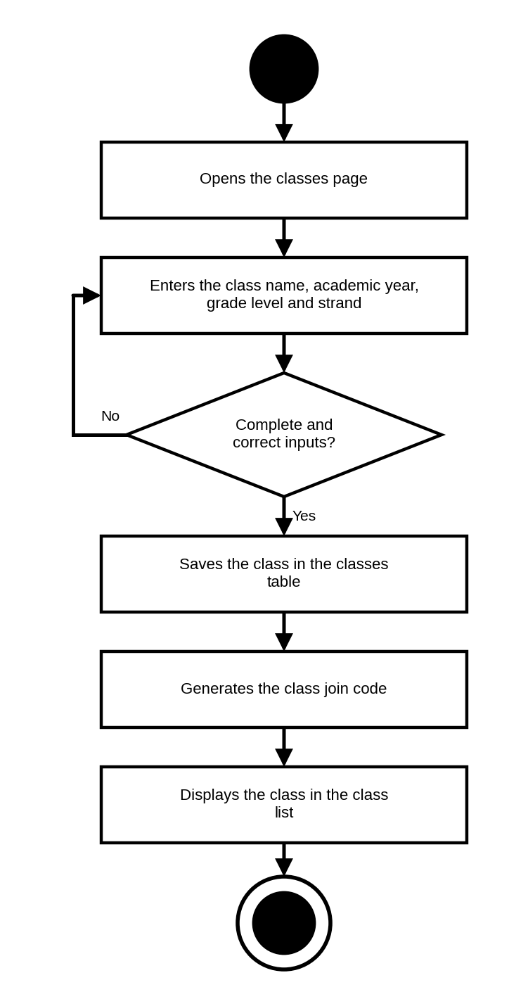 Opens the classes page
Enters the class name, academic year,
grade level and strand
No
Complete and
correct inputs?
Yes
Saves the class in the classes
table
Generates the class join code
Displays the class in the class
list